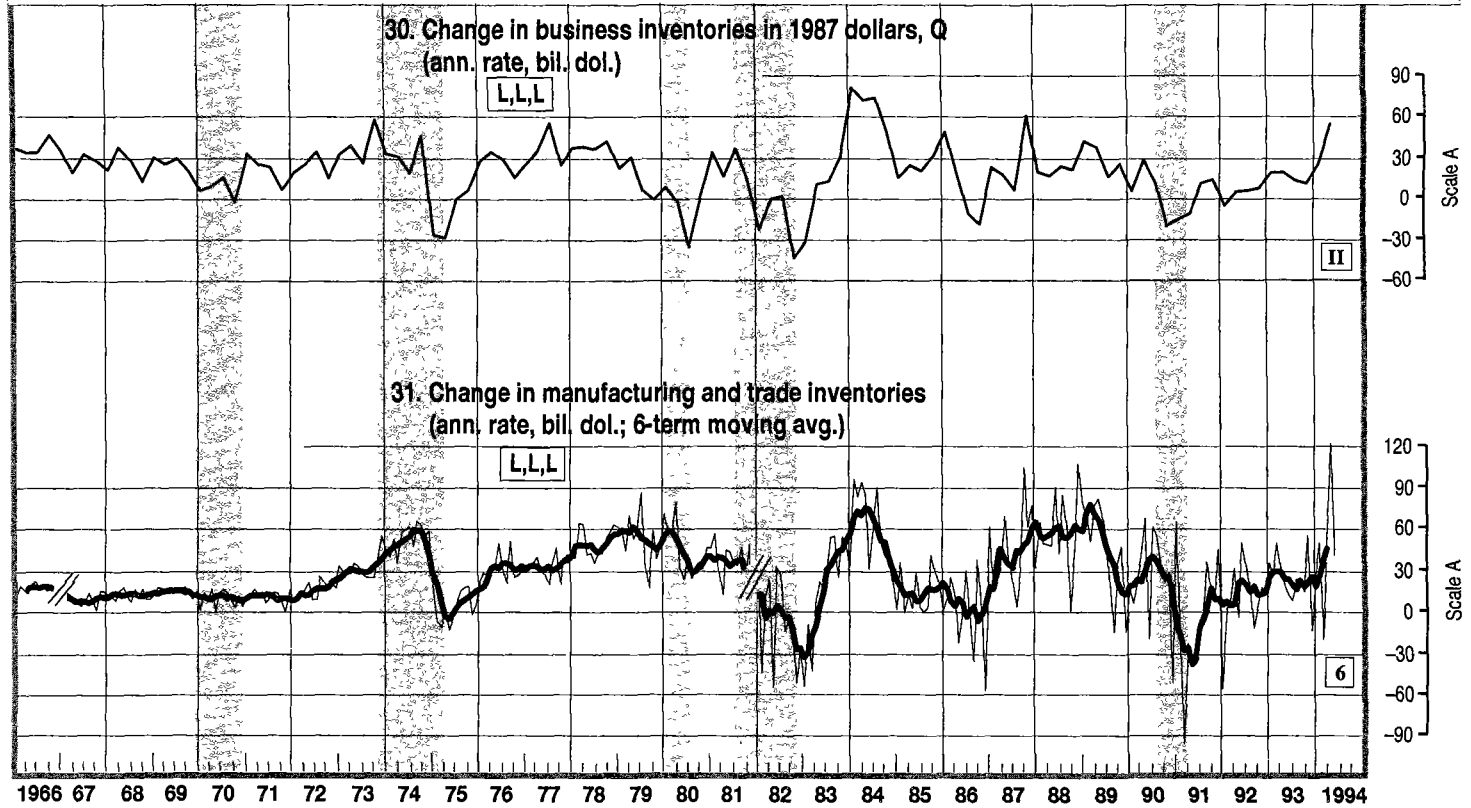 30. Change in business inventories in 1987 dollars, Q
(ann. rate, bil. dol.)
L,L,L
90
60
30
0
–30
–60
Scale A
II
31. Change in manufacturing and trade inventories
(ann. rate, bil. dol.; 6-term moving avg.)
L,L,L
120
90
60
30
0
–30
–60
–90
Scale A
6
1966 67 68 69 70 71 72 73 74 75 76 77 78 79 80 81 82 83 84 85 86 87 88 89 90 91 92 93 1994